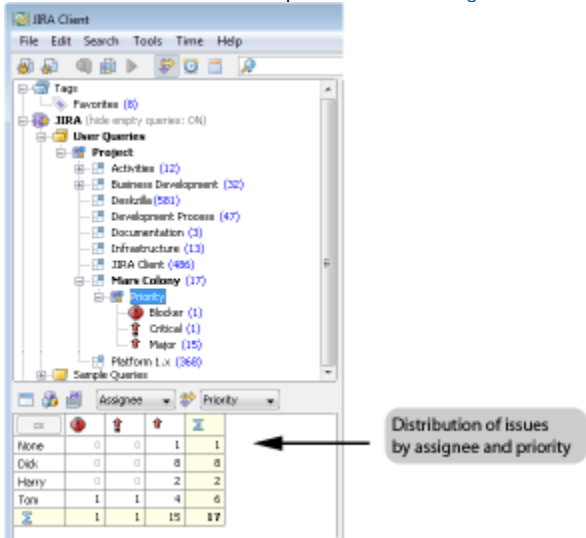 JIRA Client
File Edit Search Tools Time Help
Tags
Favorites (8)
JIRA (hide empty queries: ON)
User Queries
Project
Activities (12)
Business Development (32)
Deskzilla (581)
Development Process (47)
Documentation (3)
Infrastructure (13)
JIRA Client (486)
Mars Colony (17)
Priority
Blocker (1)
Critical (1)
Major (15)
Platform 1.x (368)
Sample Queries
Assignee Priority
Σ
None 0 0 1 1
Dick 0 0 8 8
Harry 0 0 2 2
Tom 1 1 4 6
Σ 1 1 15 17
Distribution of issues
by assignee and priority